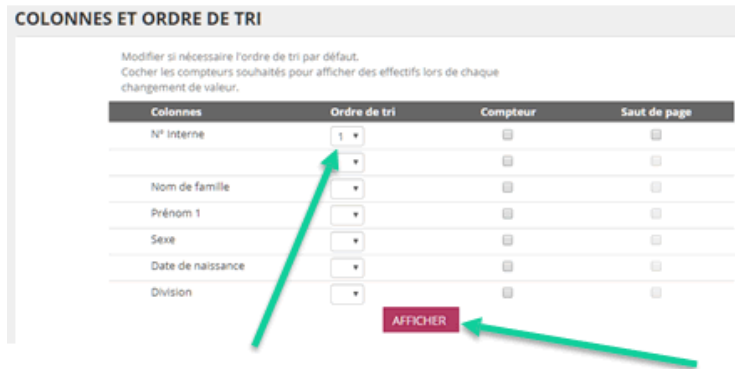 COLONNES ET ORDRE DE TRI
Modifier si nécessaire l'ordre de tri par défaut.
Cocher les compteurs souhaités pour afficher des effectifs lors de chaque
changement de valeur.
Colonnes Ordre de tri Compteur Saut de page
N° Interne 1
Nom de famille
Prénom 1
Sexe
Date de naissance
Division
AFFICHER